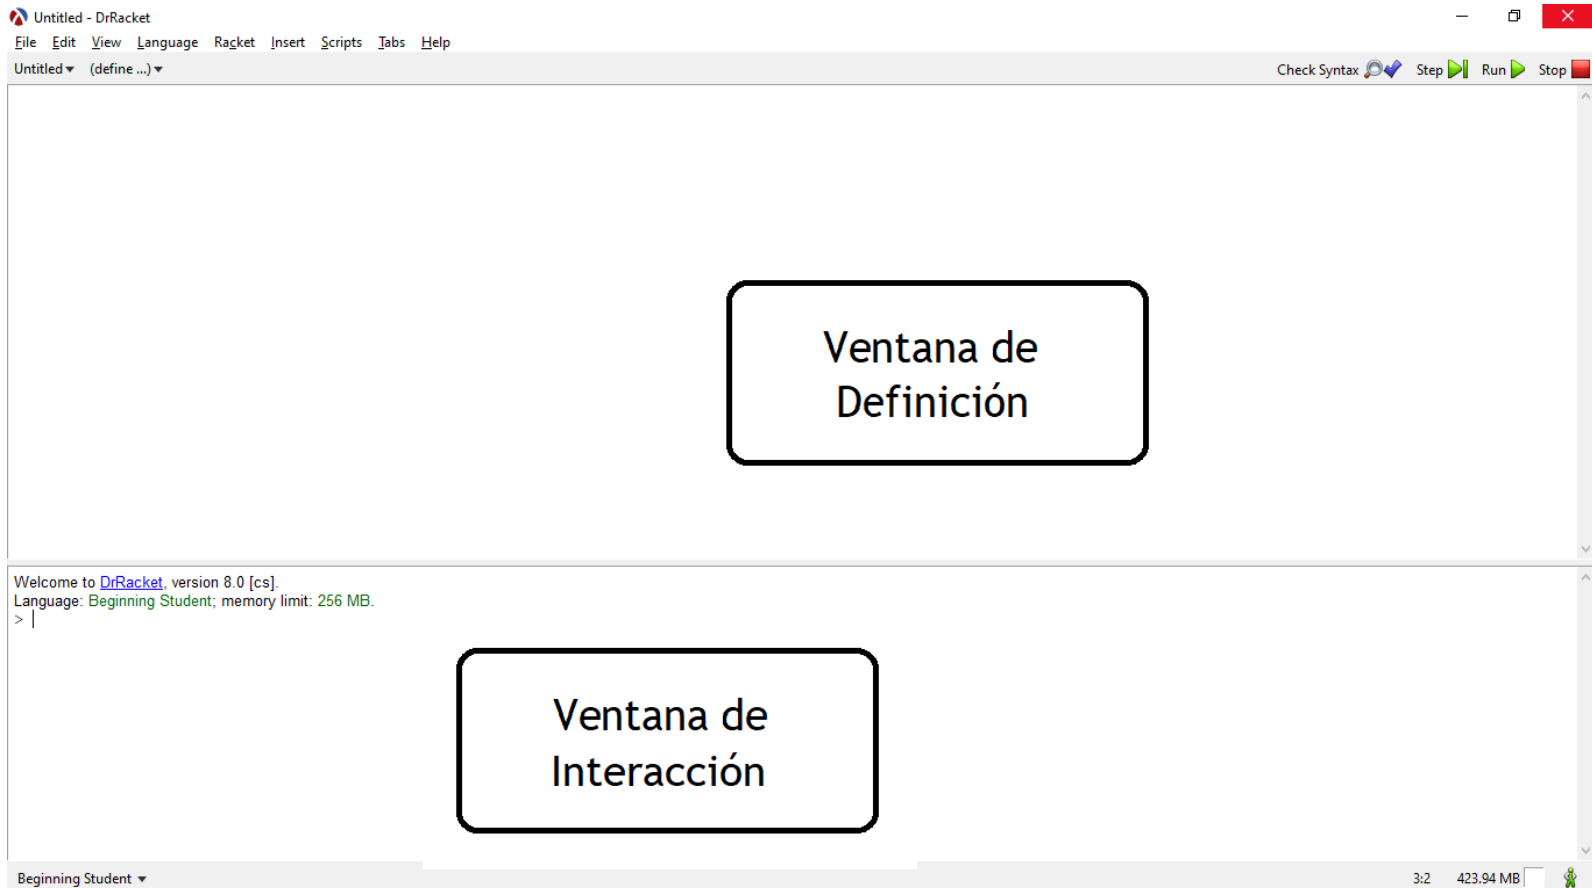 Untitled - DrRacket
File Edit View Language Racket Insert Scripts Tabs Help
Untitled (define ...) Check Syntax Step Run Stop
Ventana de
Definición
Welcome to DrRacket, version 8.0 [cs].
Language: Beginning Student; memory limit: 256 MB.
>
Ventana de
Interacción
Beginning Student 3:2 423.94 MB